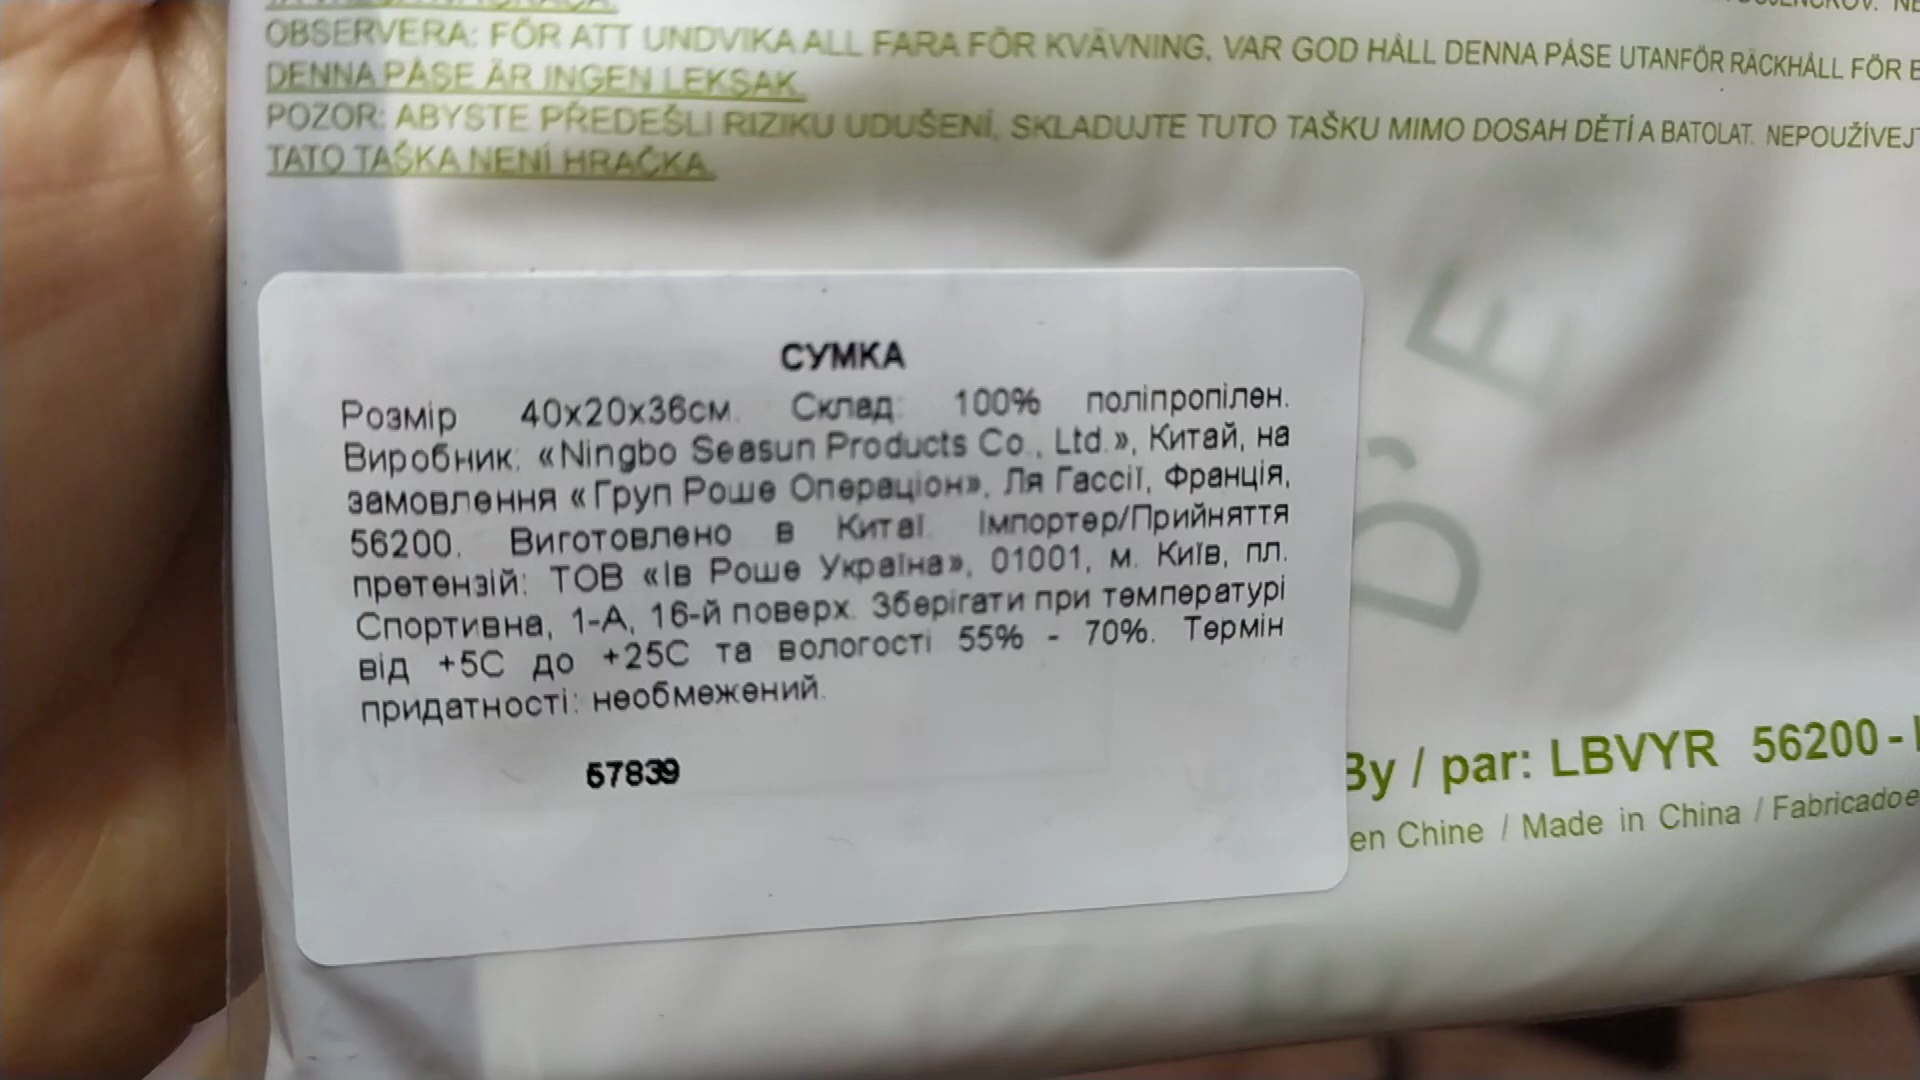 OBSERVERA: FÖR ATT UNDVIKA ALL FARA FÖR KVÄVNING, VAR GOD HÅLL DENNA PÅSE UTANFÖR RÄCKHÅLL FÖR
DENNA PÅSE ÄR INGEN LEKSAK.
POZOR: ABYSTE PŘEDEŠLI RIZIKU UDUŠENÍ, SKLADUJTE TUTO TAŠKU MIMO DOSAH DĚTÍ A BATOLAT. NEPOUŽÍVEJT
TATO TAŠKA NENÍ HRAČKA.
СУМКА
Розмір 40х20х36см. Склад: 100% поліпропілен.
Виробник: «Ningbo Seasun Products Co., Ltd.», Китай, на
замовлення «Груп Роше Операціон», Ля Гассії, Франція,
56200. Виготовлено в Китаї. Імпортер/Прийняття
претензій: ТОВ «Ів Роше Україна», 01001, м. Київ, пл.
Спортивна, 1-А, 16-й поверх. Зберігати при температурі
від +5С до +25С та вологості 55% - 70%. Термін
придатності: необмежений.
57839
D'E
By / par: LBVYR 56200 -
en Chine / Made in China / Fabricadoe